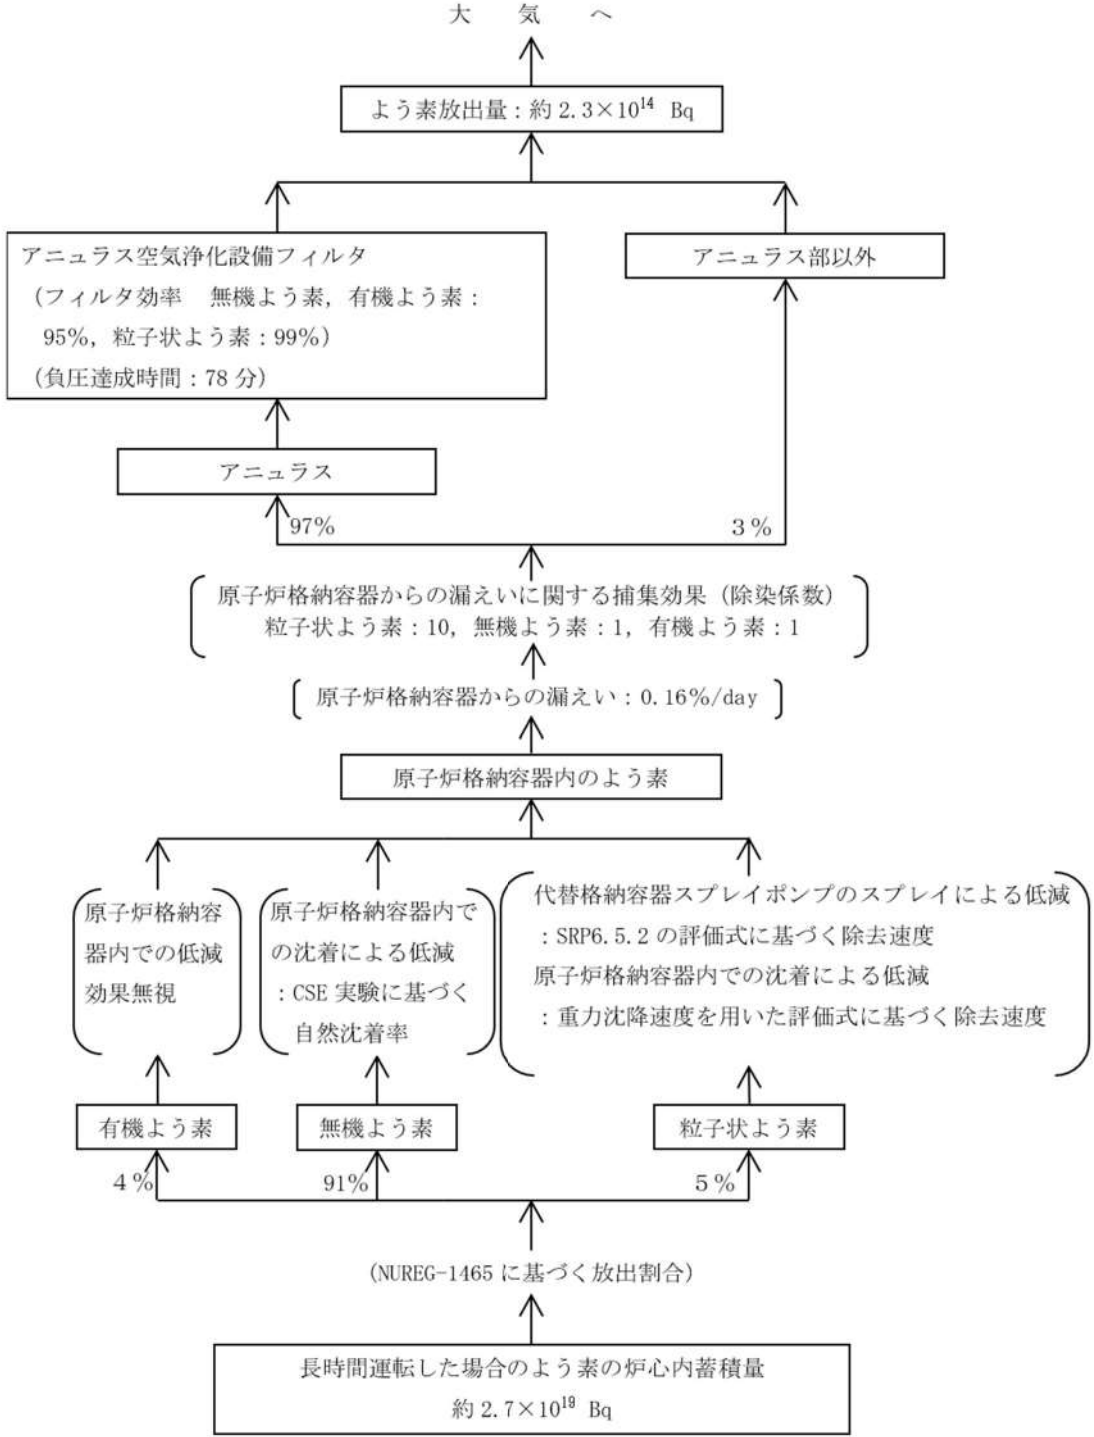 大 気 へ
よう素放出量：約 2.3×10¹⁴ Bq
アニュラス空気浄化設備フィルタ
（フィルタ効率 無機よう素，有機よう素：
95%，粒子状よう素：99%）
（負圧達成時間：78 分）
アニュラス部以外
アニュラス
97%
3%
原子炉格納容器からの漏えいに関する捕集効果（除染係数）
粒子状よう素：10，無機よう素：1，有機よう素：1
原子炉格納容器からの漏えい：0.16%/day
原子炉格納容器内のよう素
原子炉格納容
器内での低減
効果無視
原子炉格納容器内で
の沈着による低減
：CSE 実験に基づく
自然沈着率
代替格納容器スプレイポンプのスプレイによる低減
：SRP6.5.2 の評価式に基づく除去速度
原子炉格納容器内での沈着による低減
：重力沈降速度を用いた評価式に基づく除去速度
有機よう素
無機よう素
粒子状よう素
4%
91%
5%
(NUREG-1465 に基づく放出割合)
長時間運転した場合のよう素の炉心内蓄積量
約 2.7×10¹⁹ Bq